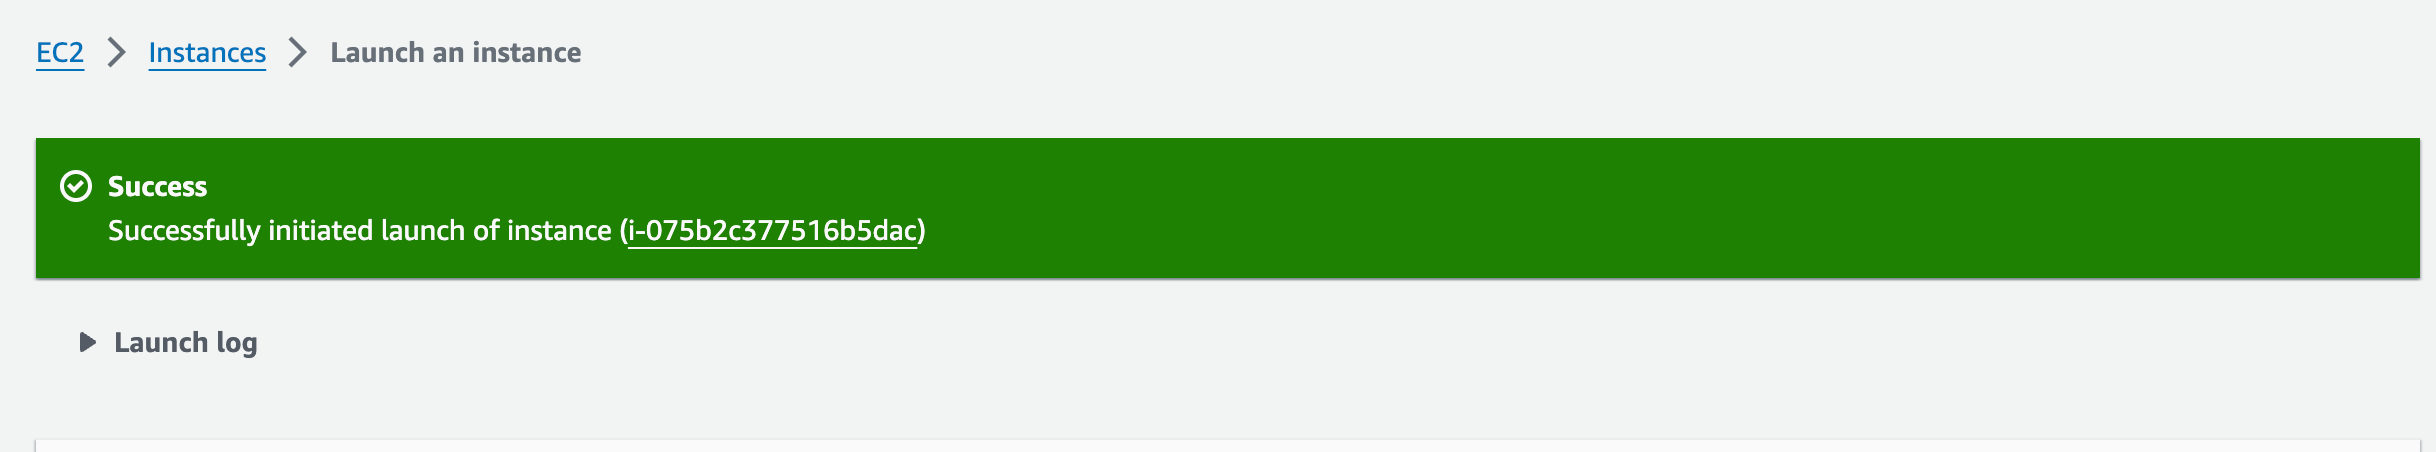 EC2 Instances Launch an instance
Success
Successfully initiated launch of instance (i-075b2c377516b5dac)
Launch log